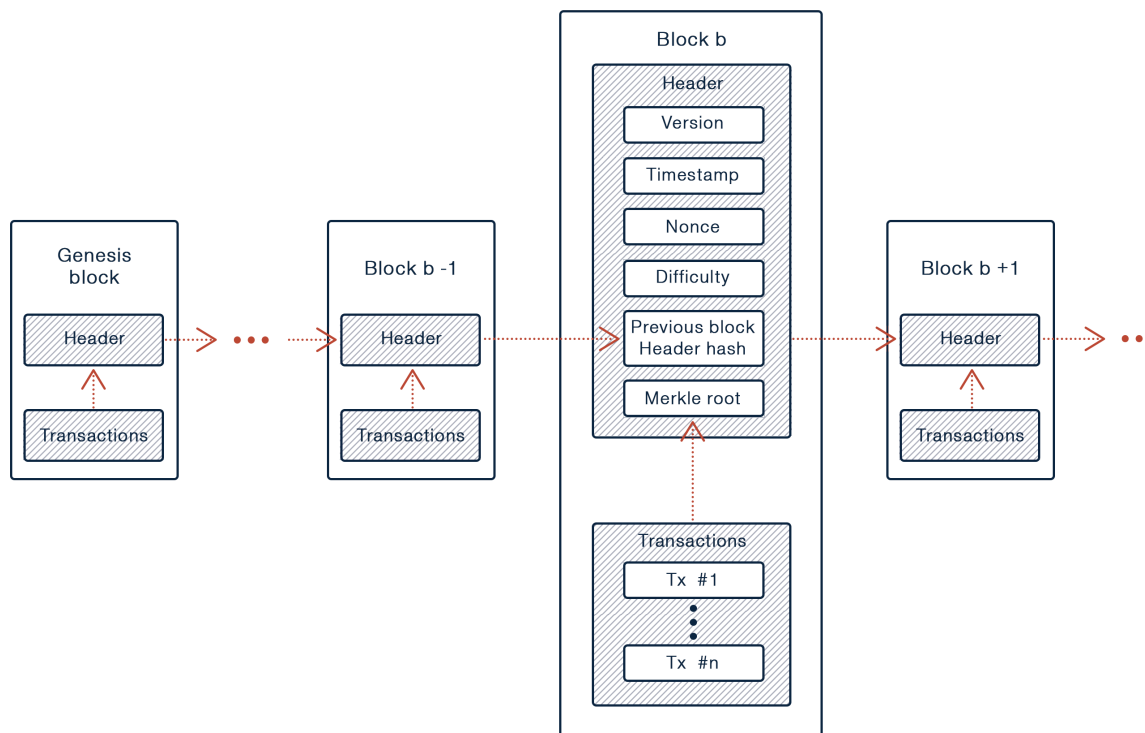 Genesis
block
Header
Transactions
Block b -1
Header
Transactions
Block b
Header
Version
Timestamp
Nonce
Difficulty
Previous block
Header hash
Merkle root
Transactions
Tx #1
Tx #n
Block b +1
Header
Transactions